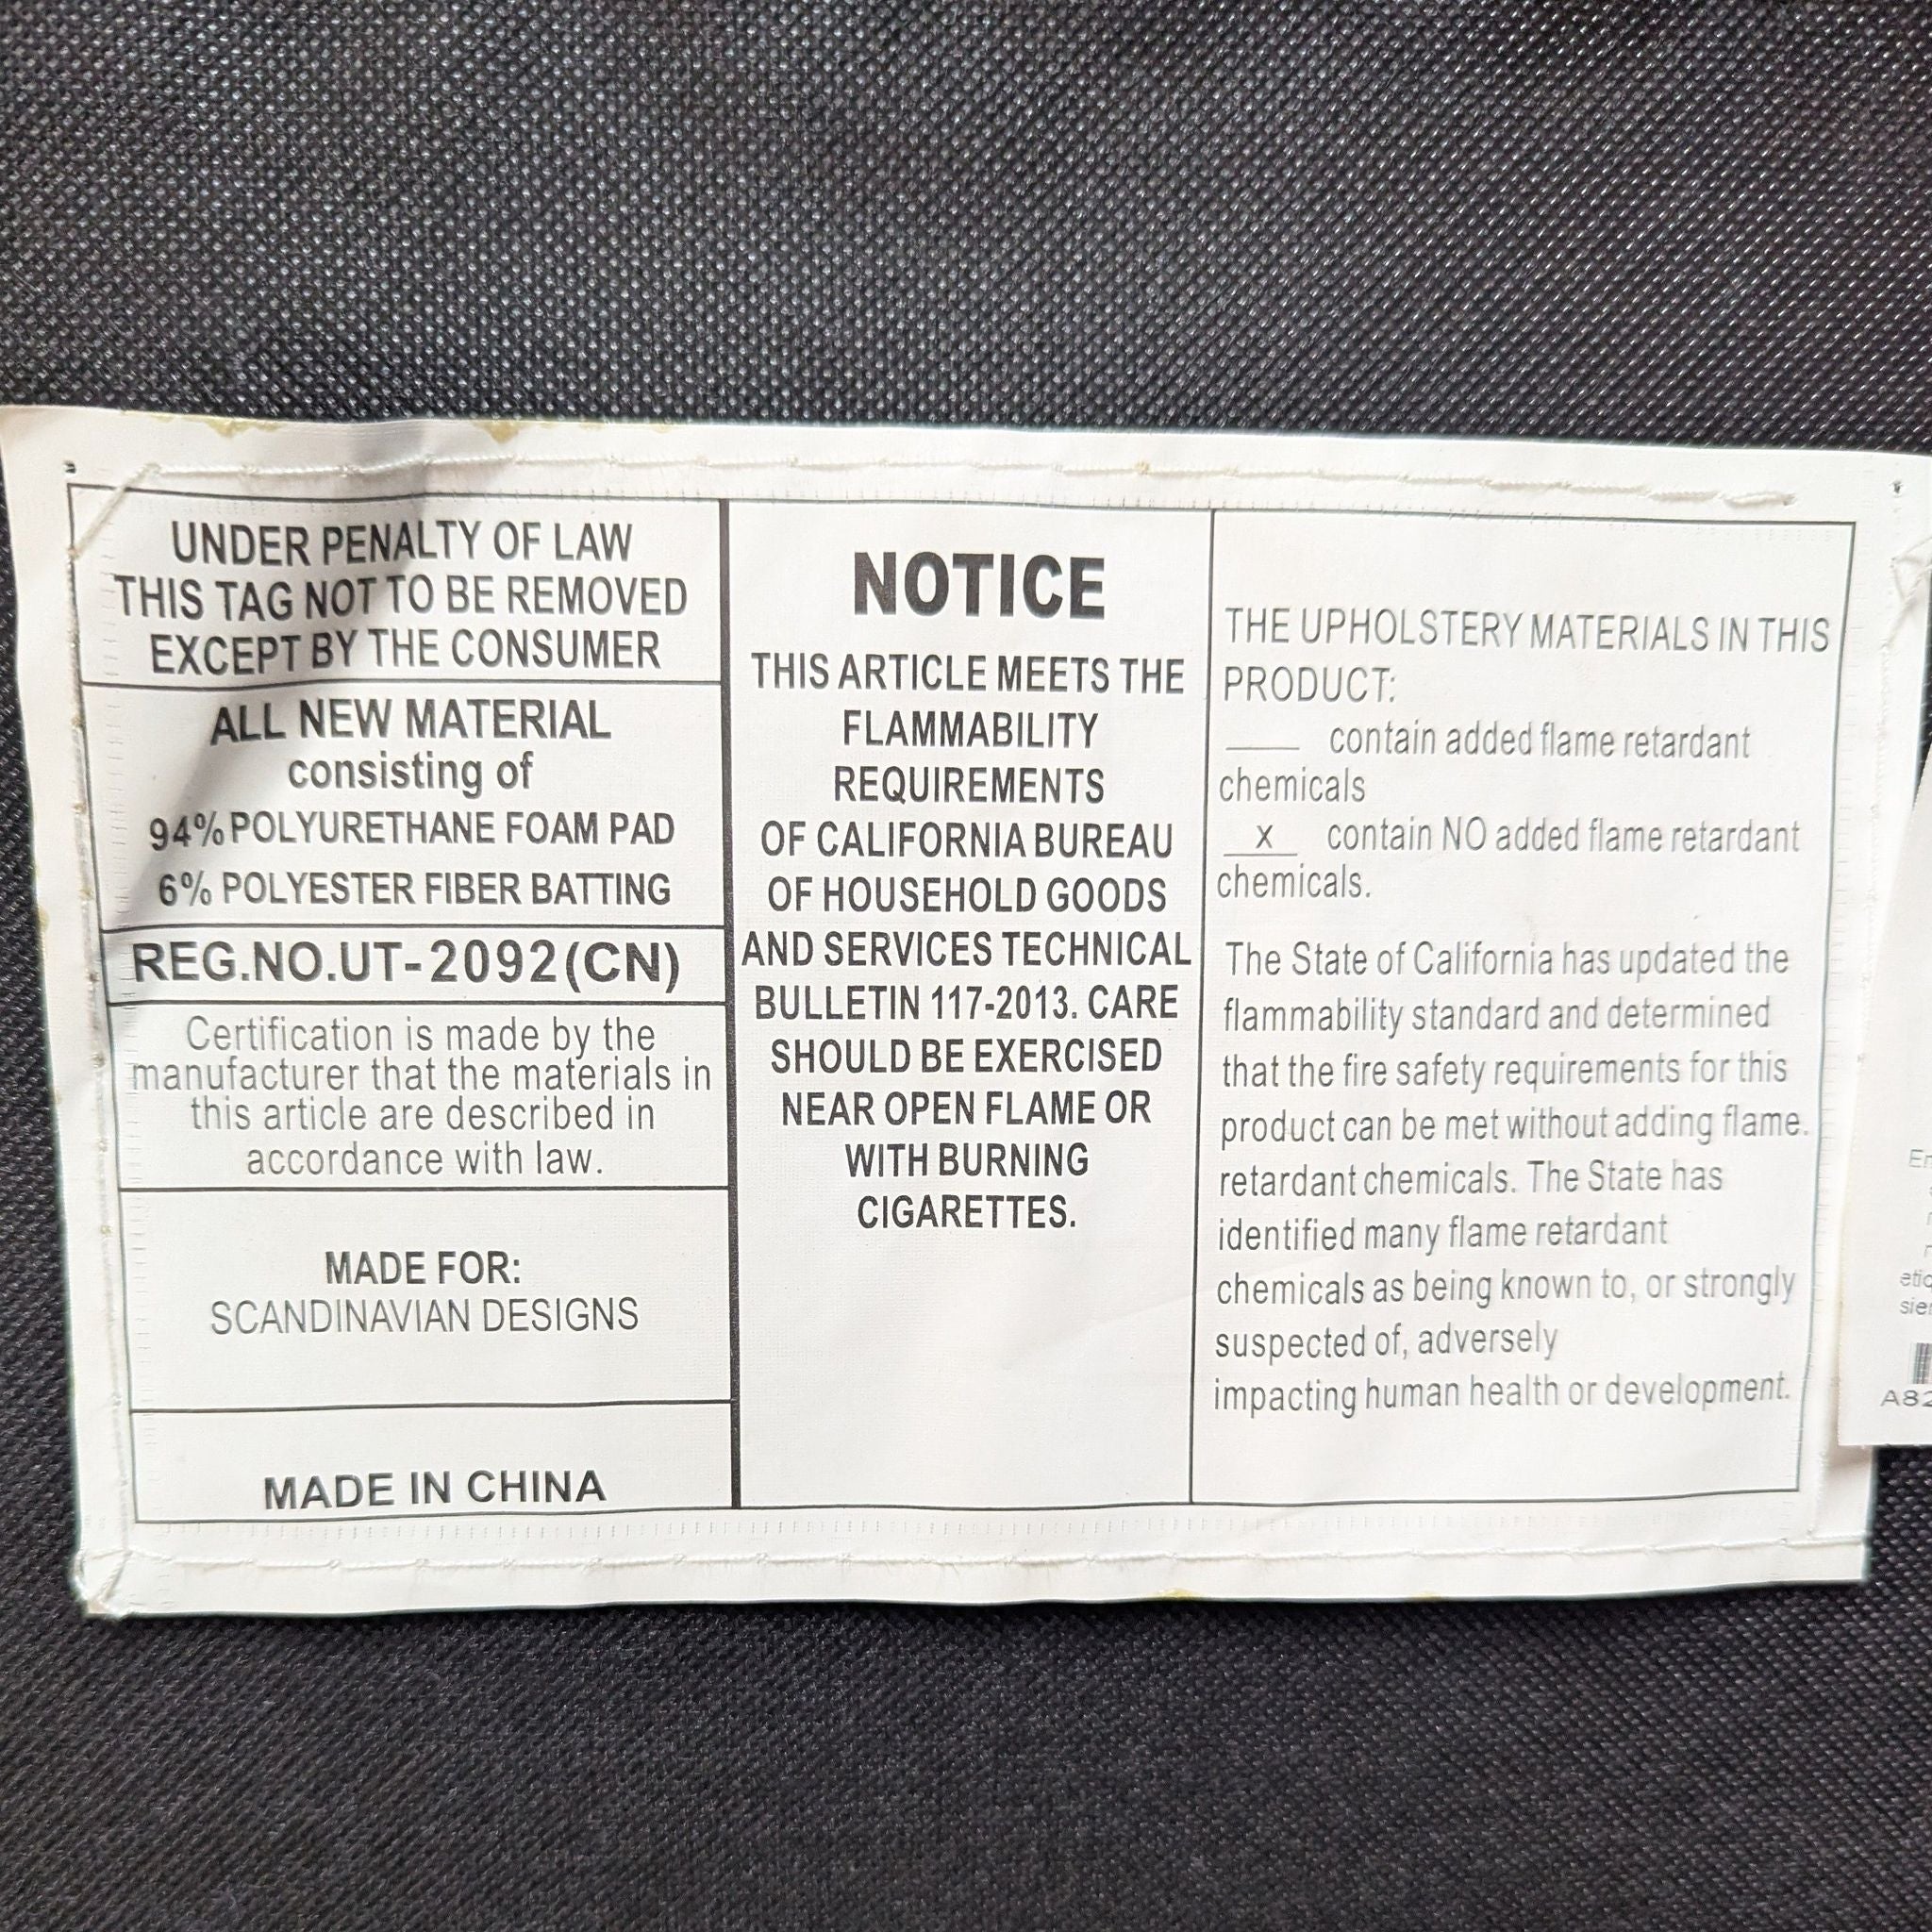 UNDER PENALTY OF LAW
THIS TAG NOT TO BE REMOVED
EXCEPT BY THE CONSUMER
ALL NEW MATERIAL
consisting of
94% POLYURETHANE FOAM PAD
6% POLYESTER FIBER BATTING
REG.NO.UT-2092(CN)
Certification is made by the
manufacturer that the materials in
this article are described in
accordance with law.
MADE FOR:
SCANDINAVIAN DESIGNS
MADE IN CHINA
NOTICE
THIS ARTICLE MEETS THE
FLAMMABILITY
REQUIREMENTS
OF CALIFORNIA BUREAU
OF HOUSEHOLD GOODS
AND SERVICES TECHNICAL
BULLETIN 117-2013. CARE
SHOULD BE EXERCISED
NEAR OPEN FLAME OR
WITH BURNING
CIGARETTES.
THE UPHOLSTERY MATERIALS IN THIS
PRODUCT:
____ contain added flame retardant
chemicals
x contain NO added flame retardant
chemicals.
The State of California has updated the
flammability standard and determined
that the fire safety requirements for this
product can be met without adding flame.
retardant chemicals. The State has
identified many flame retardant
chemicals as being known to, or strongly
suspected of, adversely
impacting human health or development.
A82